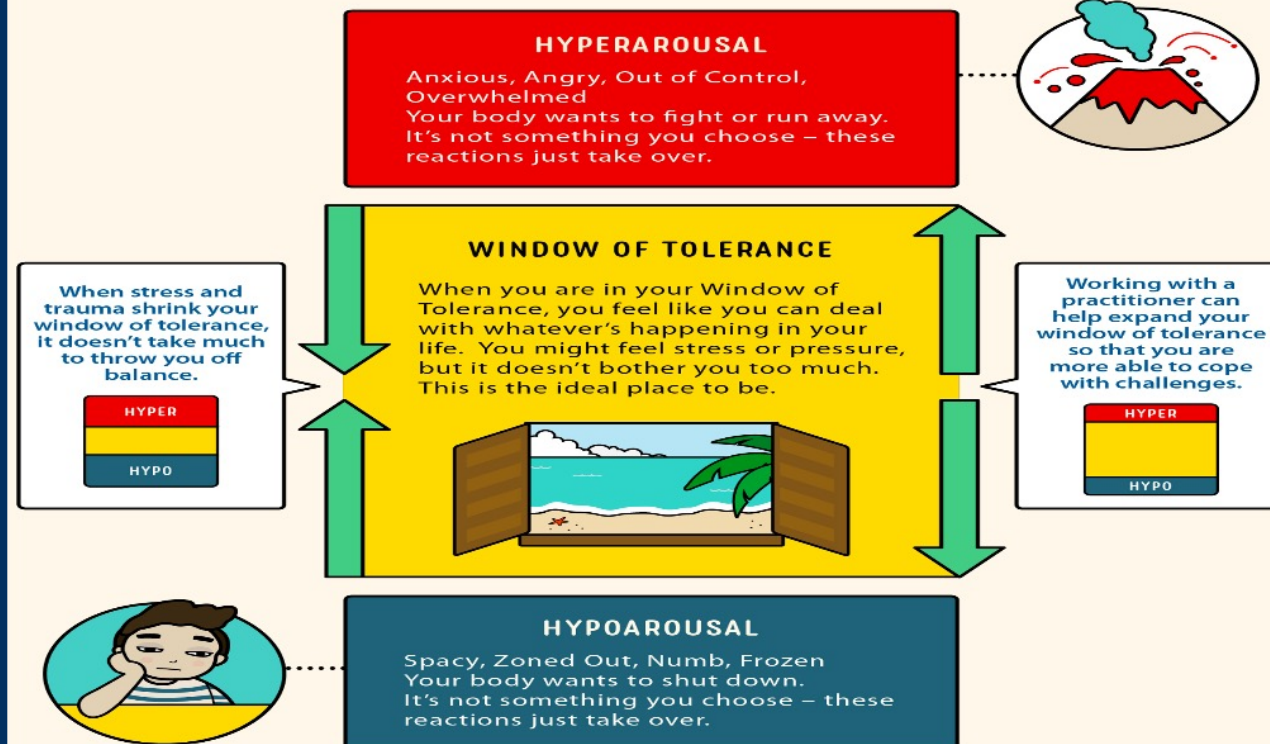 HYPERAROUSAL
Anxious, Angry, Out of Control,
Overwhelmed
Your body wants to fight or run away.
It's not something you choose – these
reactions just take over.
When stress and
trauma shrink your
window of tolerance,
it doesn't take much
to throw you off
balance.
HYPER
HYPO
WINDOW OF TOLERANCE
When you are in your Window of
Tolerance, you feel like you can deal
with whatever's happening in your
life. You might feel stress or pressure,
but it doesn't bother you too much.
This is the ideal place to be.
Working with a
practitioner can
help expand your
window of tolerance
so that you are
more able to cope
with challenges.
HYPER
HYPO
HYPOAROUSAL
Spacy, Zoned Out, Numb, Frozen
Your body wants to shut down.
It's not something you choose – these
reactions just take over.